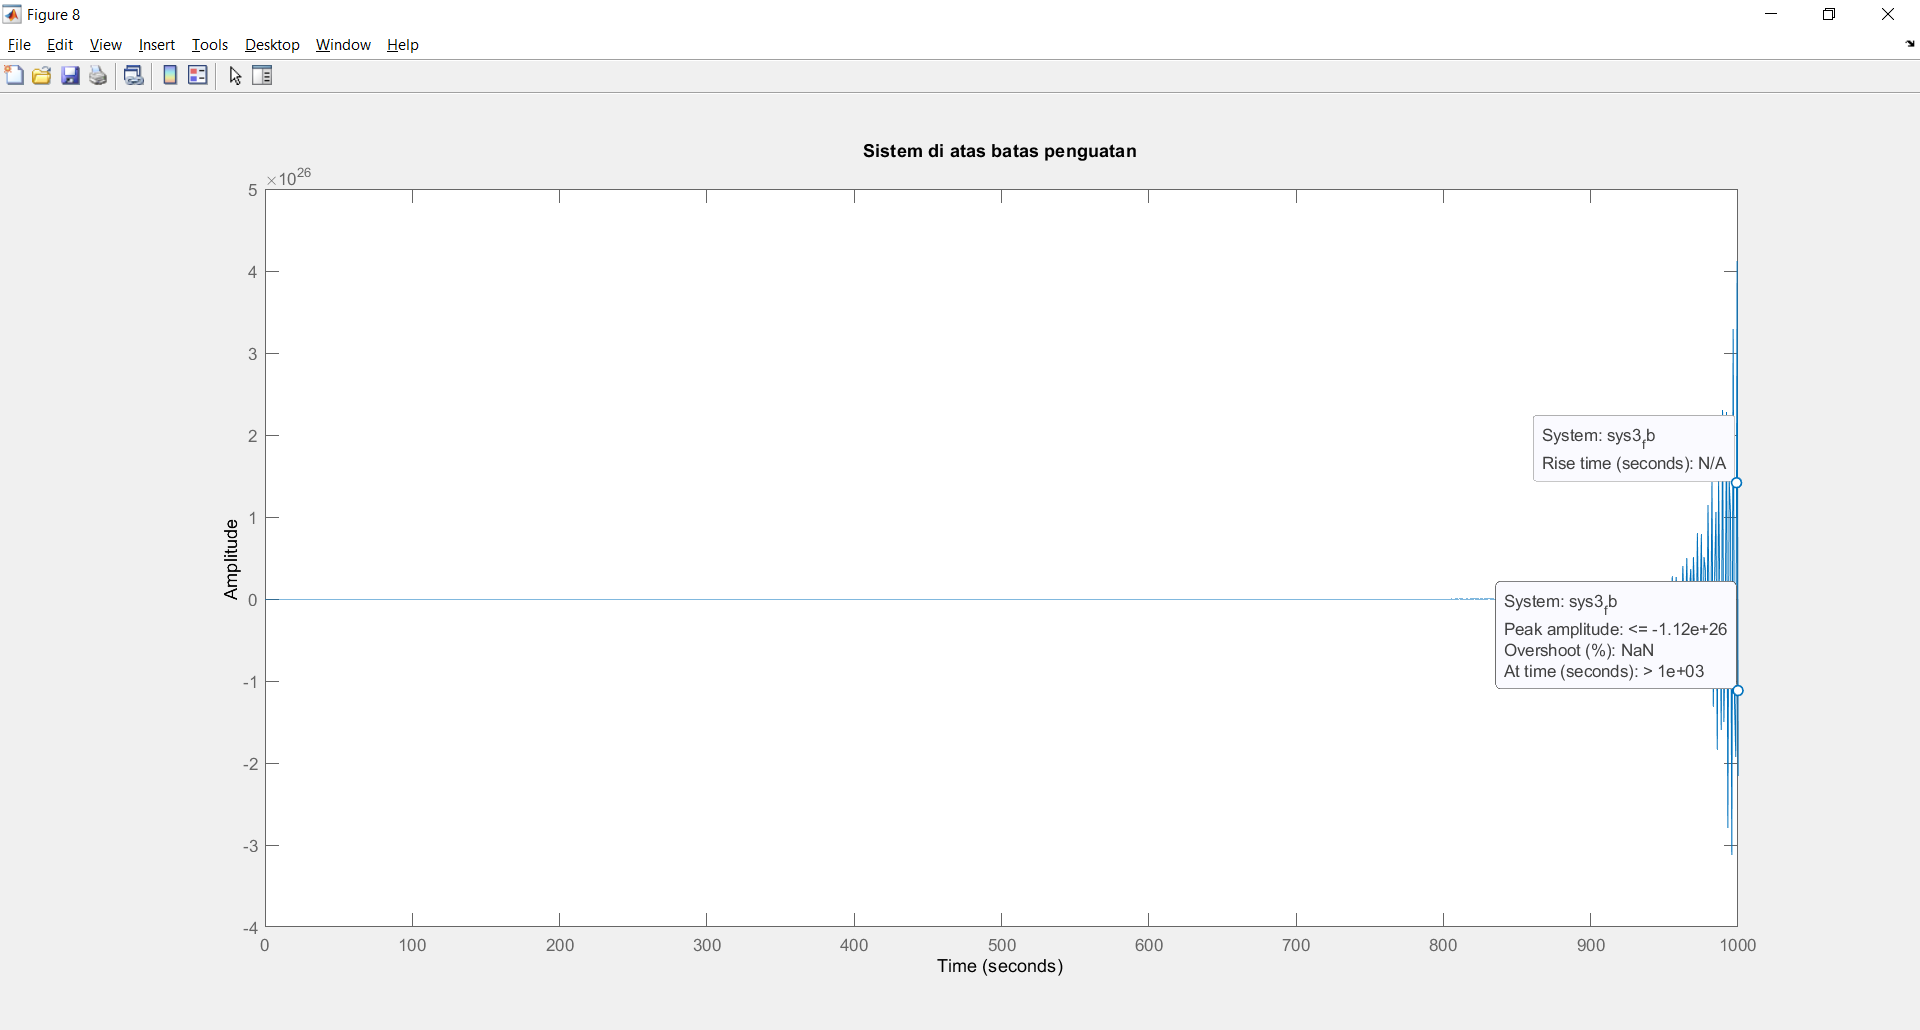 Figure 8
File Edit View Insert Tools Desktop Window Help
Sistem di atas batas penguatan
×10^26
5
4
3
2
1
0
-1
-2
-3
-4
Amplitude
System: sys3_fb
Rise time (seconds): N/A
System: sys3_fb
Peak amplitude: <= -1.12e+26
Overshoot (%): NaN
At time (seconds): > 1e+03
0 100 200 300 400 500 600 700 800 900 1000
Time (seconds)